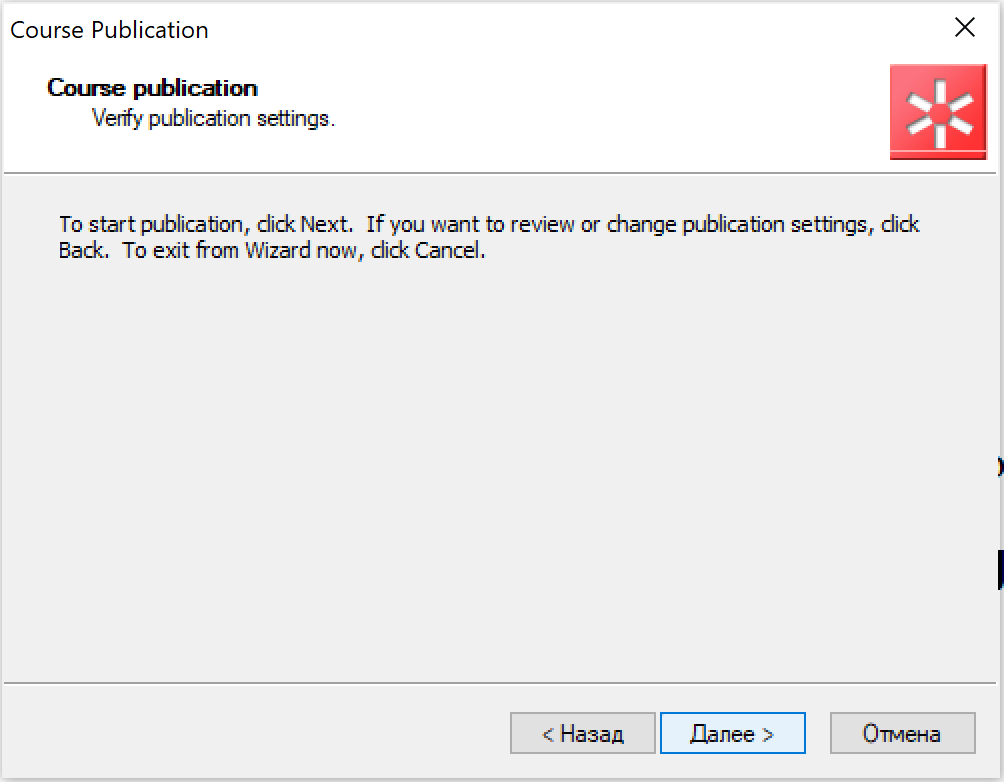 Course Publication
Course publication
Verify publication settings.
To start publication, click Next.  If you want to review or change publication settings, click
Back.  To exit from Wizard now, click Cancel.
< Назад
Далее >
Отмена